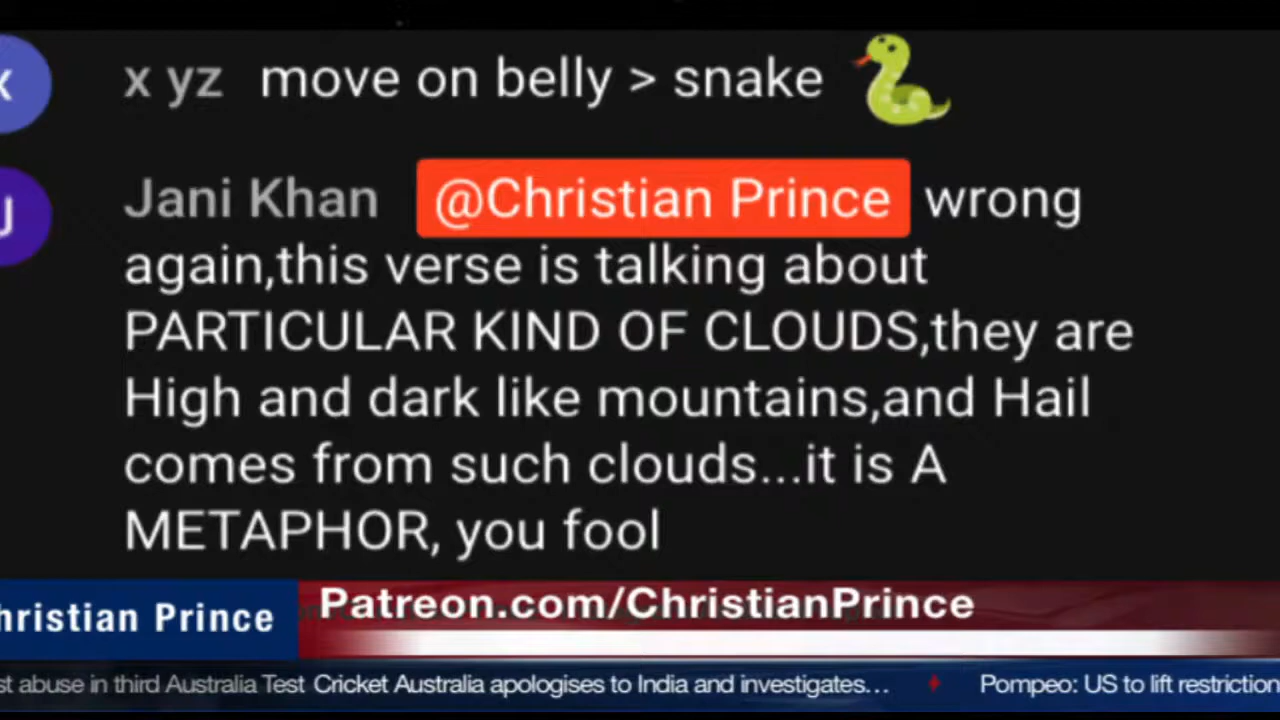 x yz move on belly > snake
Jani Khan @Christian Prince wrong
again,this verse is talking about
PARTICULAR KIND OF CLOUDS,they are
High and dark like mountains,and Hail
comes from such clouds...it is A
METAPHOR, you fool
hristian Prince
Patreon.com/ChristianPrince
st abuse in third Australia Test Cricket Australia apologises to India and investigates... Pompeo: US to lift restriction